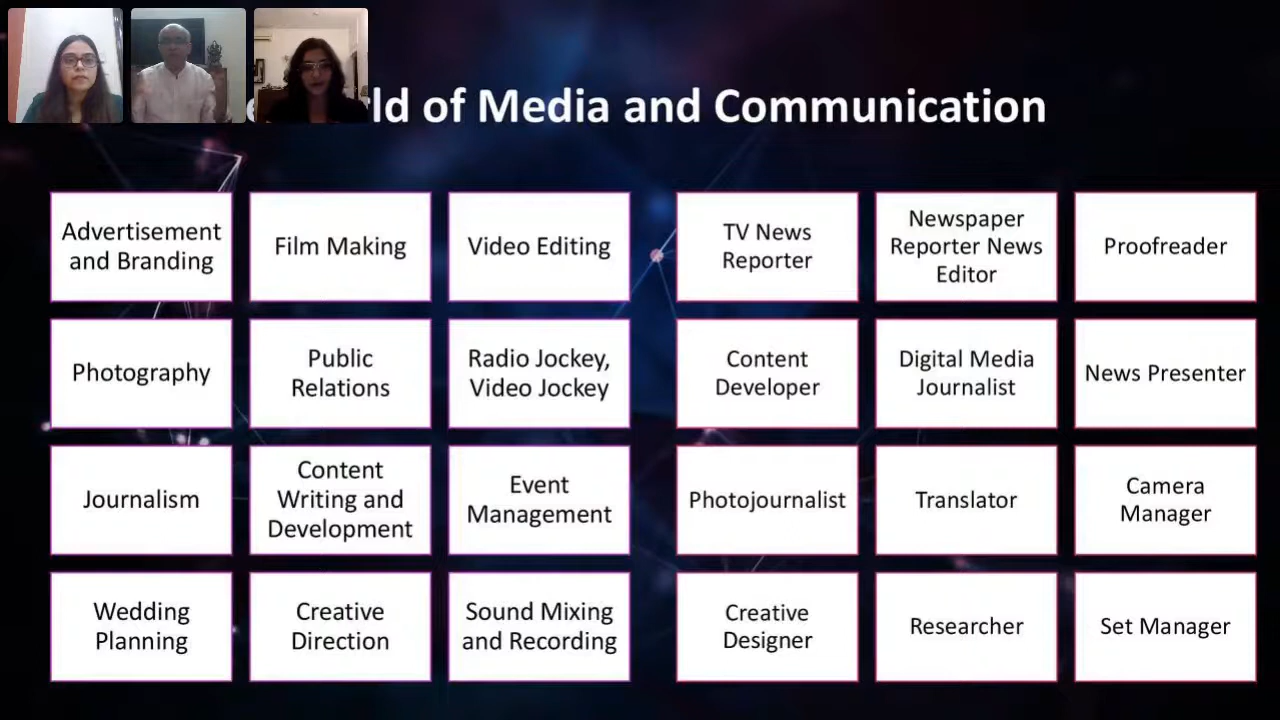 ld of Media and Communication
Advertisement
and Branding
Film Making
Video Editing
TV News
Reporter
Newspaper
Reporter News
Editor
Proofreader
Photography
Public
Relations
Radio Jockey,
Video Jockey
Content
Developer
Digital Media
Journalist
News Presenter
Journalism
Content
Writing and
Development
Event
Management
Photojournalist
Translator
Camera
Manager
Wedding
Planning
Creative
Direction
Sound Mixing
and Recording
Creative
Designer
Researcher
Set Manager